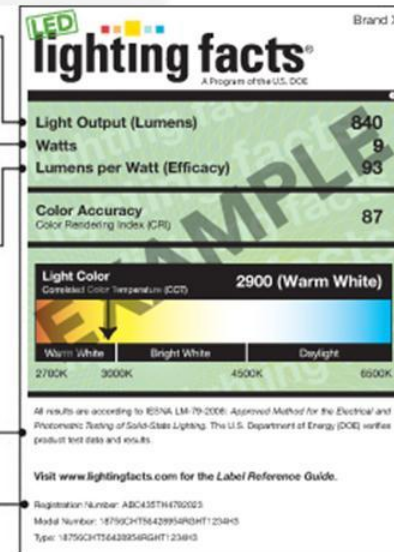 LED
Brand X
lighting facts®
A Program of the U.S. DOE
Light Output (Lumens) 840
Watts 9
Lumens per Watt (Efficacy) 93
Color Accuracy
Color Rendering Index (CRI) 87
EXAMPLE
Light Color
Correlated Color Temperature (CCT) 2900 (Warm White)
Warm White Bright White Daylight
2700K 3000K 4500K 6500K
All results are according to IESNA LM-79-2008: Approved Method for the Electrical and
Photometric Testing of Solid-State Lighting. The U.S. Department of Energy (DOE) verifies
product test data and results.
Visit www.lightingfacts.com for the Label Reference Guide.
Registration Number:
Model Number:
Type: